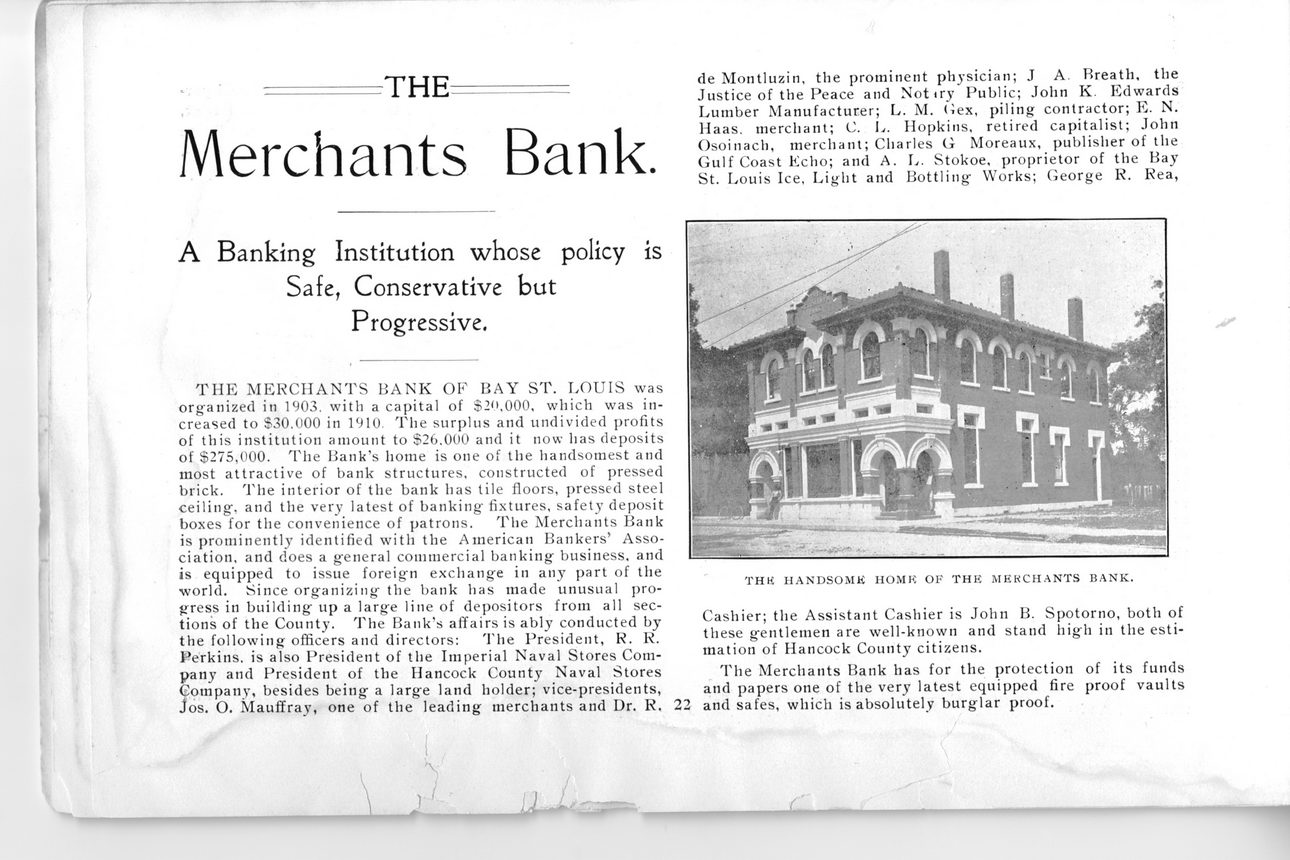 THE
Merchants Bank.
A Banking Institution whose policy is
Safe, Conservative but
Progressive.
THE MERCHANTS BANK OF BAY ST. LOUIS was
organized in 1903, with a capital of $20,000, which was in-
creased to $30,000 in 1910. The surplus and undivided profits
of this institution amount to $26,000 and it now has deposits
of $275,000. The Bank's home is one of the handsomest and
most attractive of bank structures, constructed of pressed
brick. The interior of the bank has tile floors, pressed steel
ceiling, and the very latest of banking fixtures, safety deposit
boxes for the convenience of patrons. The Merchants Bank
is prominently identified with the American Bankers' Asso-
ciation, and does a general commercial banking business, and
is equipped to issue foreign exchange in any part of the
world. Since organizing the bank has made unusual pro-
gress in building up a large line of depositors from all sec-
tions of the County. The Bank's affairs is ably conducted by
the following officers and directors: The President, R. R.
Perkins, is also President of the Imperial Naval Stores Com-
pany and President of the Hancock County Naval Stores
Company, besides being a large land holder; vice-presidents,
Jos. O. Mauffray, one of the leading merchants and Dr. R.
de Montluzin, the prominent physician; J A. Breath, the
Justice of the Peace and Notary Public; John K. Edwards
Lumber Manufacturer; L. M. Gex, piling contractor; E. N.
Haas, merchant; C. L. Hopkins, retired capitalist; John
Osoinach, merchant; Charles G Moreaux, publisher of the
Gulf Coast Echo; and A. L. Stokoe, proprietor of the Bay
St. Louis Ice, Light and Bottling Works; George R. Rea,
THE HANDSOME HOME OF THE MERCHANTS BANK.
Cashier; the Assistant Cashier is John B. Spotorno, both of
these gentlemen are well-known and stand high in the esti-
mation of Hancock County citizens.
The Merchants Bank has for the protection of its funds
and papers one of the very latest equipped fire proof vaults
and safes, which is absolutely burglar proof.
22